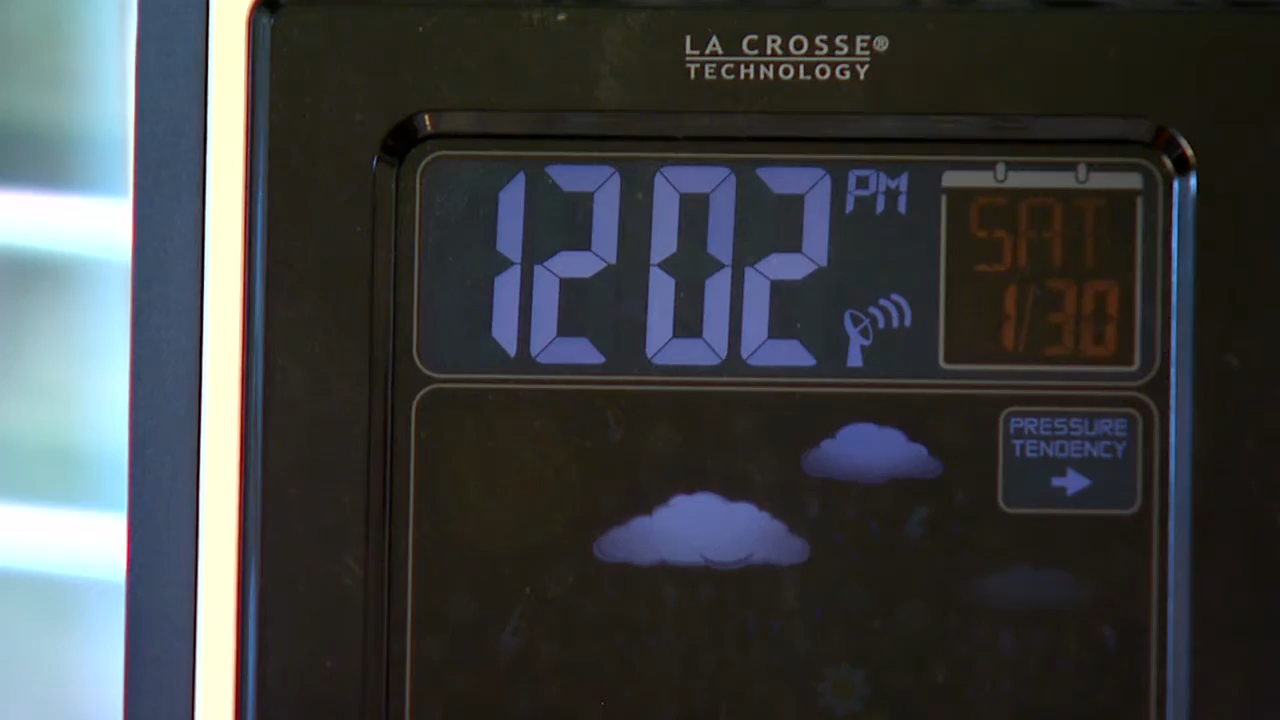 LA CROSSE®
TECHNOLOGY
12 02 PM
SAT
1/30
PRESSURE
TENDENCY